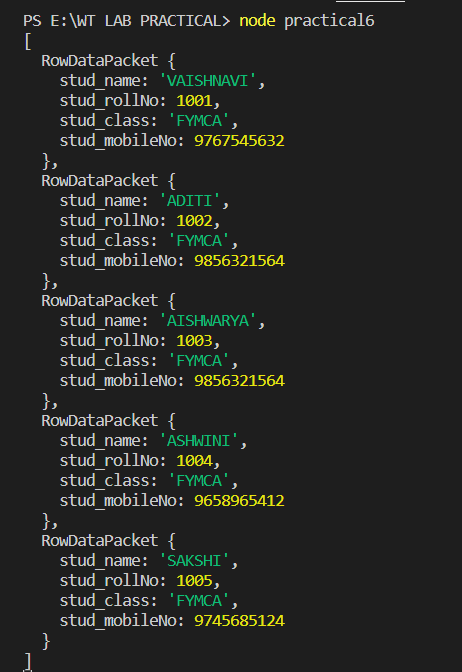 PS E:\WT LAB PRACTICAL> node practical6
[
  RowDataPacket {
    stud_name: 'VAISHNAVI',
    stud_rollNo: 1001,
    stud_class: 'FYMCA',
    stud_mobileNo: 9767545632
  },
  RowDataPacket {
    stud_name: 'ADITI',
    stud_rollNo: 1002,
    stud_class: 'FYMCA',
    stud_mobileNo: 9856321564
  },
  RowDataPacket {
    stud_name: 'AISHWARYA',
    stud_rollNo: 1003,
    stud_class: 'FYMCA',
    stud_mobileNo: 9856321564
  },
  RowDataPacket {
    stud_name: 'ASHWINI',
    stud_rollNo: 1004,
    stud_class: 'FYMCA',
    stud_mobileNo: 9658965412
  },
  RowDataPacket {
    stud_name: 'SAKSHI',
    stud_rollNo: 1005,
    stud_class: 'FYMCA',
    stud_mobileNo: 9745685124
  }
]